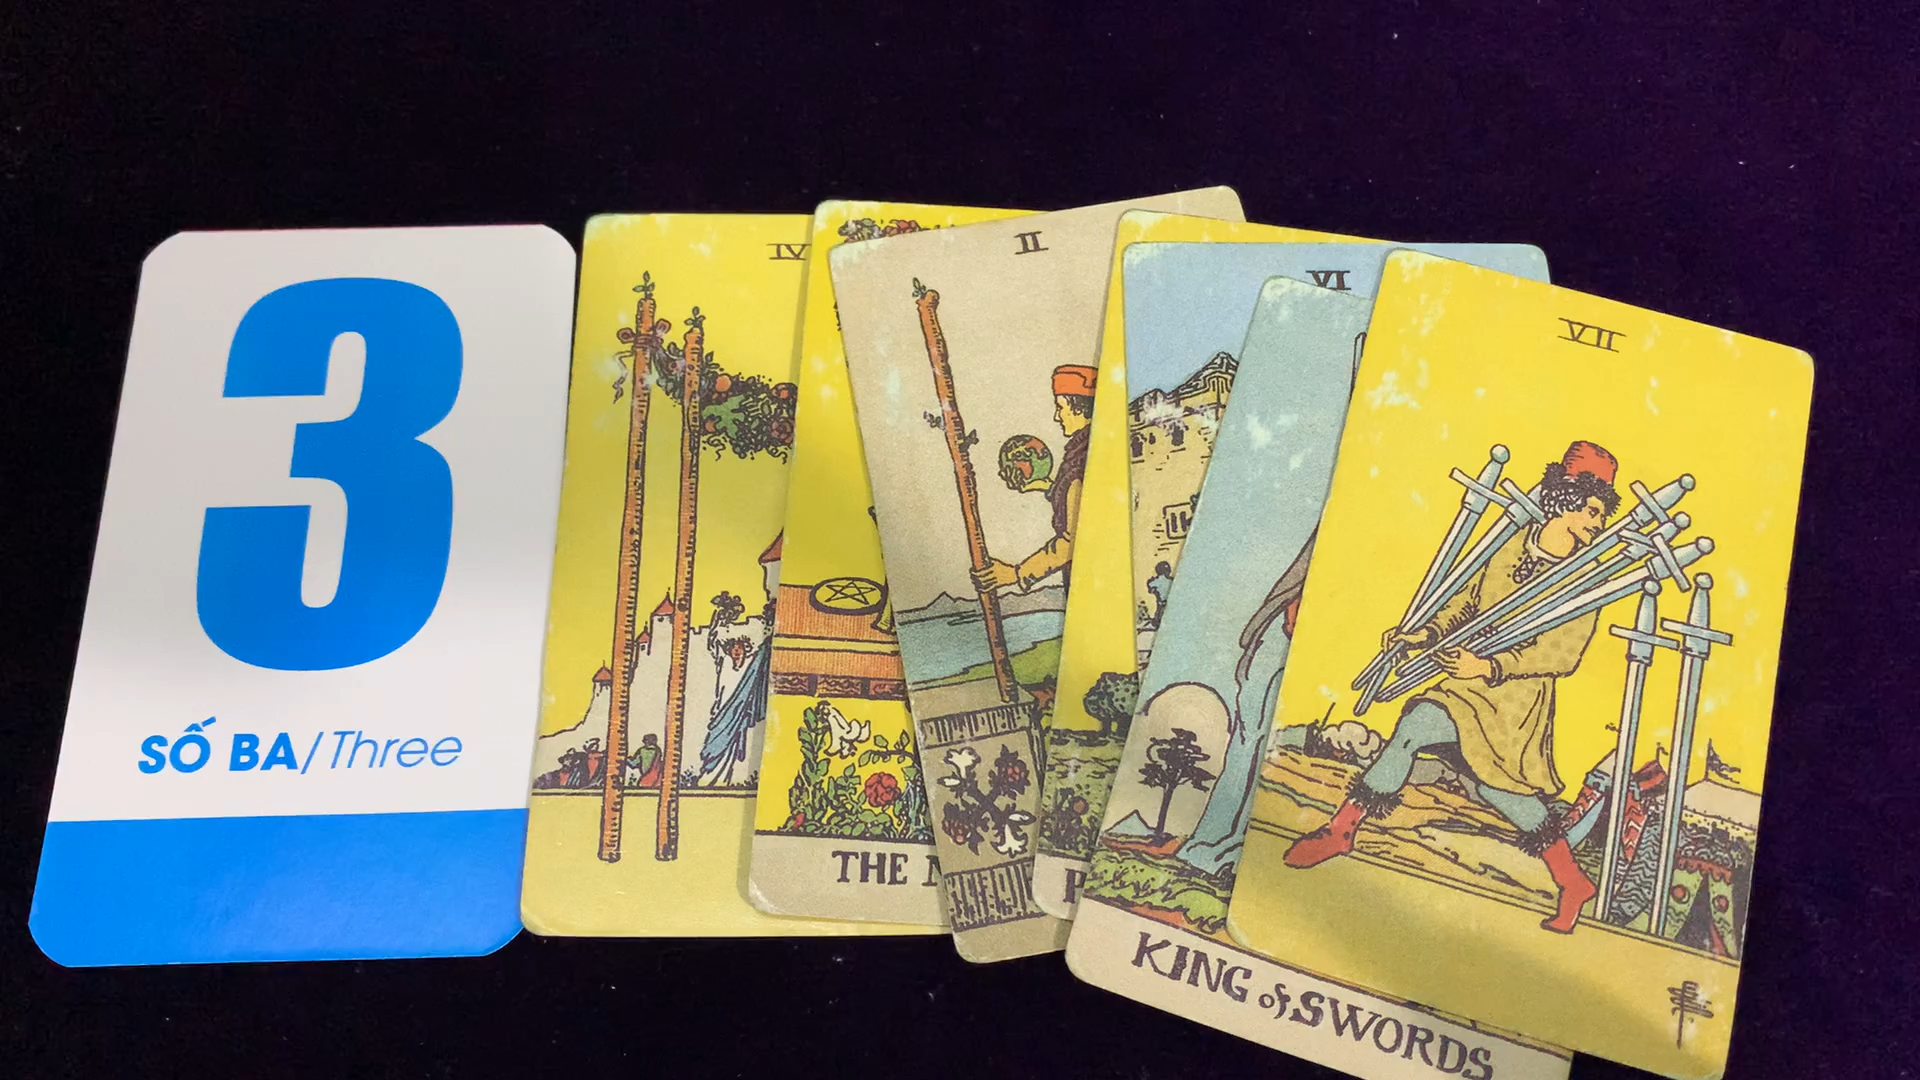 3
SỐ BA/Three
IV
II
VI
VII
THE
KING of SWORDS